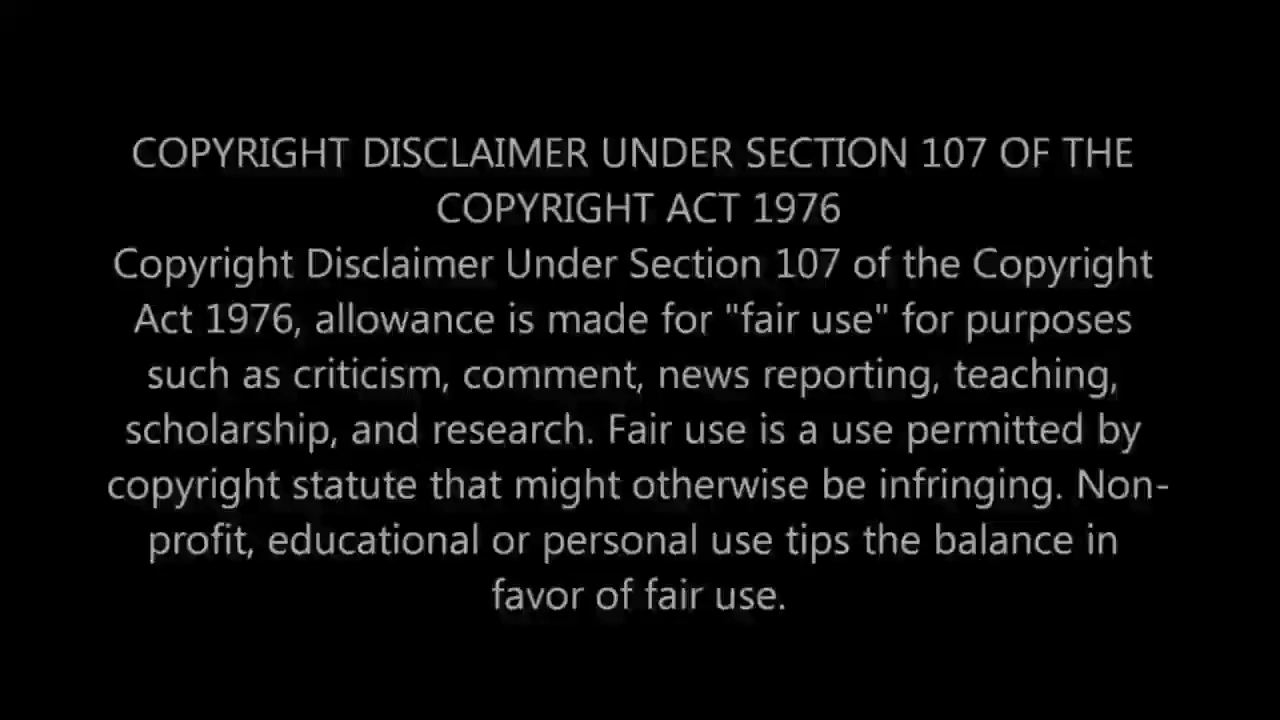 COPYRIGHT DISCLAIMER UNDER SECTION 107 OF THE
COPYRIGHT ACT 1976
Copyright Disclaimer Under Section 107 of the Copyright
Act 1976, allowance is made for "fair use" for purposes
such as criticism, comment, news reporting, teaching,
scholarship, and research. Fair use is a use permitted by
copyright statute that might otherwise be infringing. Non-
profit, educational or personal use tips the balance in
favor of fair use.